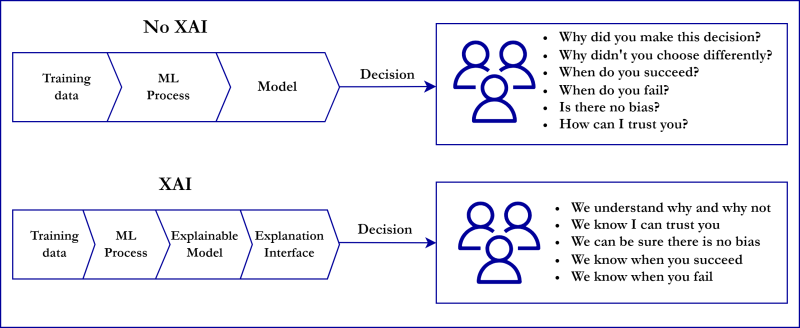 No XAI
Training
data
ML
Process
Model
Decision
• Why did you make this decision?
• Why didn't you choose differently?
• When do you succeed?
• When do you fail?
• Is there no bias?
• How can I trust you?
XAI
Training
data
ML
Process
Explainable
Model
Explanation
Interface
Decision
• We understand why and why not
• We know I can trust you
• We can be sure there is no bias
• We know when you succeed
• We know when you fail